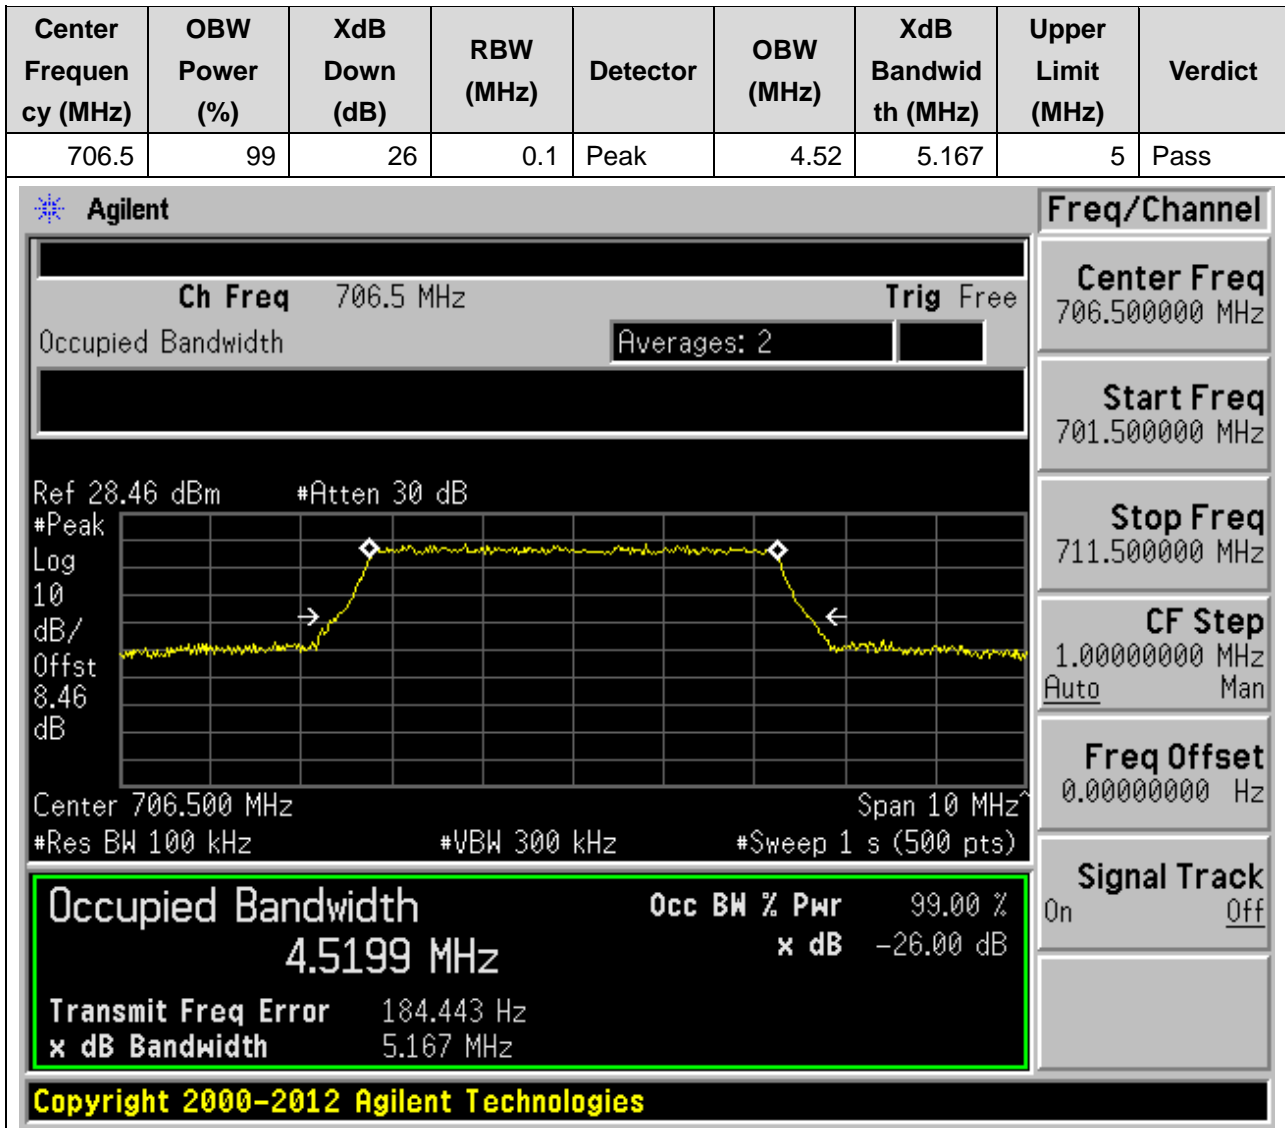 Center Frequen cy (MHz) | OBW Power (%) | XdB Down (dB) | RBW (MHz) | Detector | OBW (MHz) | XdB Bandwid th (MHz) | Upper Limit (MHz) | Verdict
706.5 | 99 | 26 | 0.1 | Peak | 4.52 | 5.167 | 5 | Pass
Agilent
Freq/Channel
Ch Freq 706.5 MHz Trig Free
Occupied Bandwidth Averages: 2
Center Freq
706.500000 MHz
Start Freq
701.500000 MHz
Stop Freq
711.500000 MHz
CF Step
1.00000000 MHz
Auto Man
Freq Offset
0.00000000 Hz
Signal Track
On Off
Ref 28.46 dBm #Atten 30 dB
#Peak
Log
10
dB/
Offst
8.46
dB
Center 706.500 MHz Span 10 MHz^
#Res BW 100 kHz #VBW 300 kHz #Sweep 1 s (500 pts)
Occupied Bandwidth
4.5199 MHz
Occ BW % Pwr 99.00 %
x dB -26.00 dB
Transmit Freq Error 184.443 Hz
x dB Bandwidth 5.167 MHz
Copyright 2000-2012 Agilent Technologies